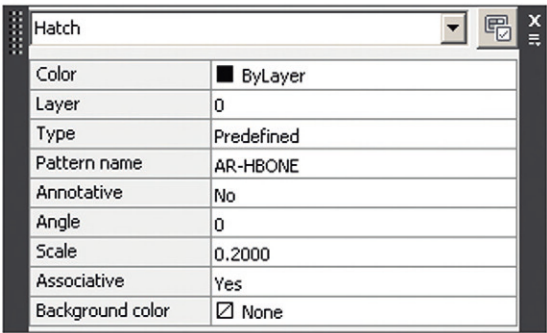 Hatch
Color ByLayer
Layer 0
Type Predefined
Pattern name AR-HBONE
Annotative No
Angle 0
Scale 0.2000
Associative Yes
Background color None